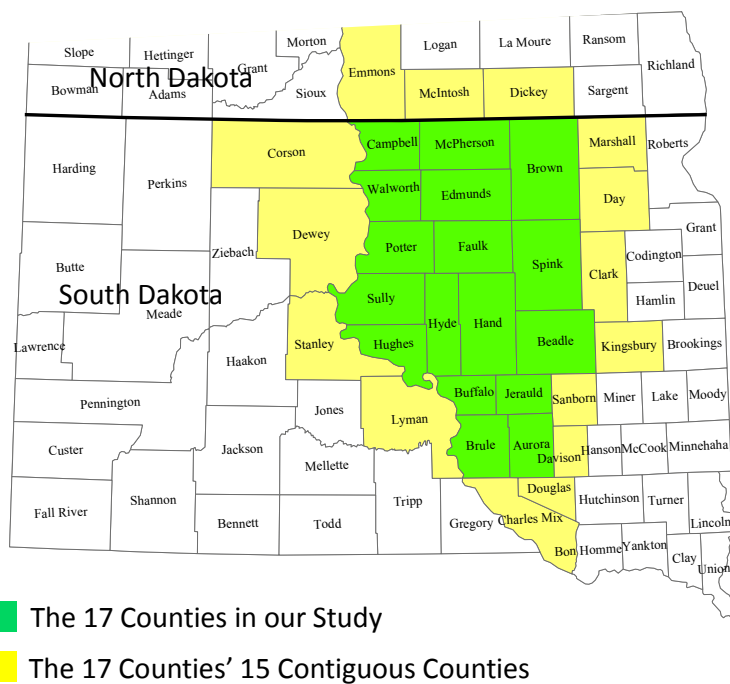 Slope Hettinger Grant Morton Logan La Moure Ransom Richland
North Dakota
Bowman Adams Sioux Emmons McIntosh Dickey Sargent
Harding Perkins Corson Campbell McPherson Brown Marshall Roberts
Walworth Edmunds Day
Dewey Potter Faulk Spink Grant
Butte Ziebach Clark Codington Deuel
South Dakota
Meade Sully Hyde Hand Hamlin
Lawrence Haakon Stanley Hughes Beadle Kingsbury Brookings
Pennington Jones Lyman Buffalo Jerauld Sanborn Miner Lake Moody
Custer Jackson Mellette Brule Aurora Davison Hanson McCook Minnehaha
Fall River Shannon Bennett Todd Tripp Gregory Charles Mix Douglas Hutchinson Turner Lincoln
Bon Homme Yankton Clay Union
The 17 Counties in our Study
The 17 Counties' 15 Contiguous Counties